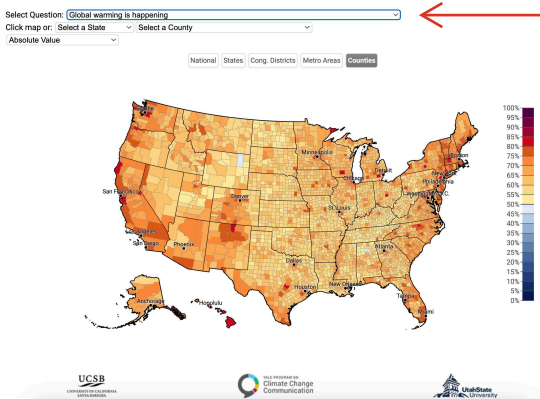 Select Question: Global warming is happening
Click map or: Select a State Select a County
Absolute Value
National States Cong. Districts Metro Areas Counties
100%
95%
90%
85%
80%
75%
70%
65%
60%
55%
50%
45%
40%
35%
30%
25%
20%
15%
10%
5%
0%
Seattle
Minneapolis
Boston
New York
Detroit
Chicago
Philadelphia
Washington D.C.
San Francisco
Denver
St. Louis
Los Angeles
San Diego
Phoenix
Atlanta
Dallas
Houston
New Orleans
Tampa
Miami
Anchorage
Honolulu
UCSB
UNIVERSITY OF CALIFORNIA
SANTA BARBARA
YALE PROGRAM ON
Climate Change
Communication
UtahState
University